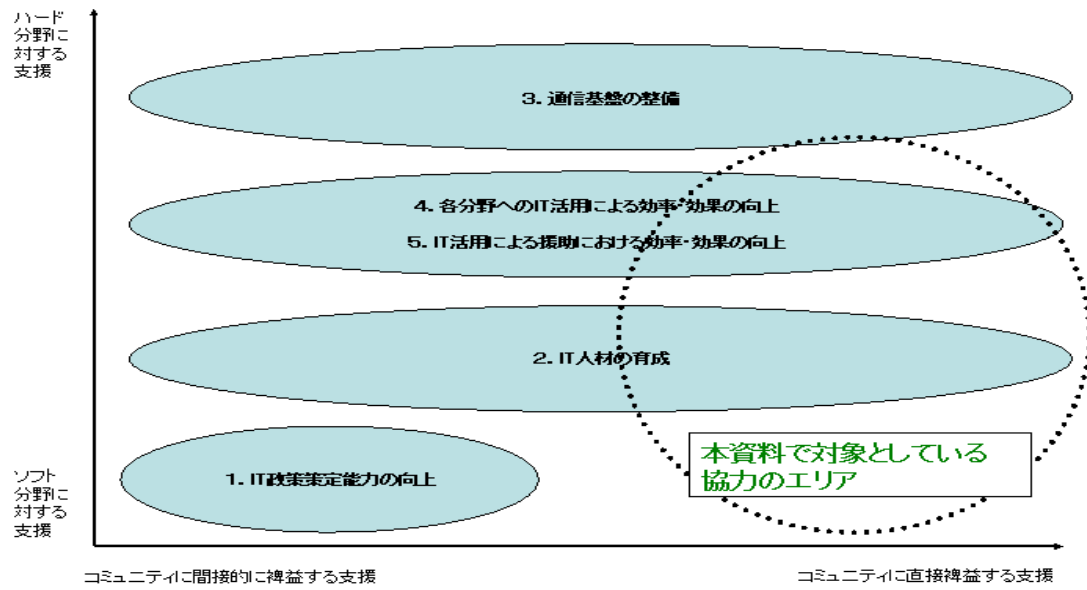 ハード
分野に
対する
支援
3. 通信基盤の整備
4. 各分野へのIT活用による効率・効果の向上
5. IT活用による援助における効率・効果の向上
2. IT人材の育成
本資料で対象としている
協力のエリア
1. IT政策策定能力の向上
ソフト
分野に
対する
支援
コミュニティに間接的に裨益する支援
コミュニティに直接裨益する支援